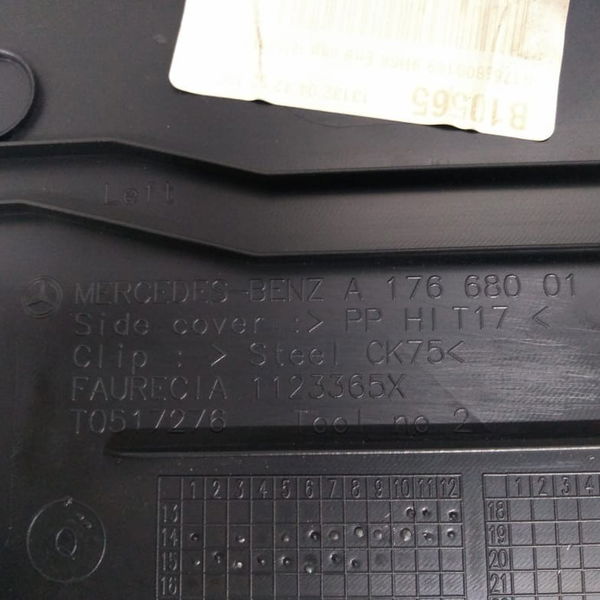 B10565
Left
MERCEDES-BENZ A 176 680 01
Side cover :> PP HI T17 <
Clip : > Steel CK75<
FAURECIA 1123365X
T0517276 Tool no 2
1 2 3 4 5 6 7 8 9 10 11 12
13
14
15
16
1 2 3 4
18
19
20
21
Q